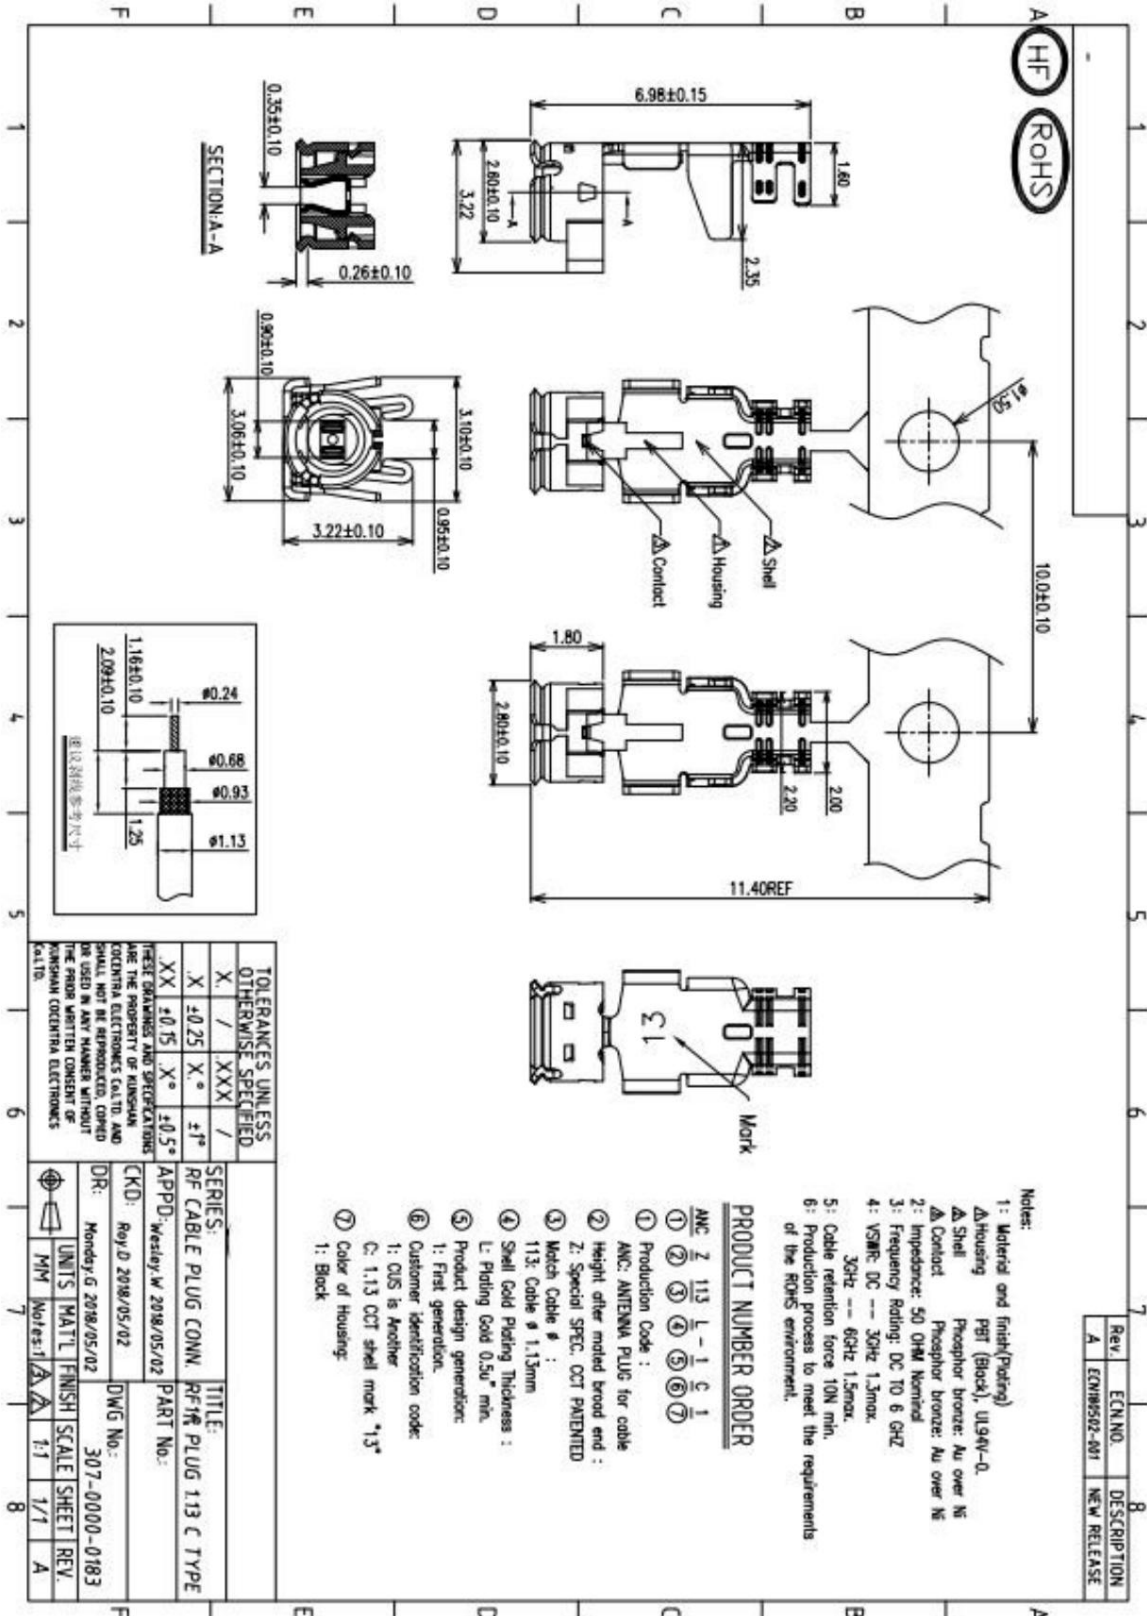 HF
RoHS
Rev.
ECN.NO.
DESCRIPTION
A
NEW RELEASE
6.98±0.15
1.60
2.35
2.60±0.10
3.22
A
A
0.35±0.10
0.26±0.10
SECTION:A-A
ø1.50
10.0±0.10
Shell
Housing
Contact
3.10±0.10
0.95±0.10
0.90±0.10
3.06±0.10
3.22±0.10
1.80
2.80±0.10
2.20
2.00
11.40REF
13
Mark
1.16±0.10
2.09±0.10
ø0.24
ø0.68
ø0.93
1.25
ø1.13
Notes:
1: Material and finish(Plating)
Housing PBT (Black), UL94V-0.
Shell Phosphor bronze: Au over Ni
Contact Phosphor bronze: Au over Ni
2: Impedance: 50 OHM Nominal
3: Frequency Rating: DC TO 6 GHZ
4: VSWR: DC --- 3GHz 1.3max.
3GHz --- 6GHz 1.5max.
5: Cable retention force 10N min.
6: Production process to meet the requirements
of the ROHS environment.
PRODUCT NUMBER ORDER
ANC Z 113 L - 1 C 1
① ② ③ ④ ⑤ ⑥ ⑦
① Production Code :
ANC: ANTENNA PLUG for cable
② Height after mated broad end :
Z: Special SPEC. CCT PATENTED
③ Match Cable ø :
113: Cable ø 1.13mm
④ Shell Gold Plating Thickness :
L: Plating Gold 0.5u" min.
⑤ Product design generation:
1: First generation.
⑥ Customer identification code:
1: CUS is Another
C: 1.13 CCT shell mark "13"
⑦ Color of Housing:
1: Black
TOLERANCES UNLESS
OTHERWISE SPECIFIED
X. / .XXX /
.X ±0.25 X.° ±1°
.XX ±0.15 .X° ±0.5°
THESE DRAWINGS AND SPECIFICATIONS
ARE THE PROPERTY OF KUNSHAN
COCENTRA ELECTRONICS Co.LTD. AND
SHALL NOT BE REPRODUCED, COPIED
OR USED IN ANY MANNER WITHOUT
THE PRIOR WRITTEN CONSENT OF
KUNSHAN COCENTRA ELECTRONICS
Co.LTD.
SERIES:
RF CABLE PLUG CONN.
TITLE:
PLUG 1.13 C TYPE
APPD: Wesley.W 2018/05/02
PART No.:
CKD: Roy.D 2018/05/02
DR: Monday.G 2018/05/02
DWG No.:
307-0000-0183
UNITS MAT'L FINISH SCALE SHEET REV.
MM Notes:1 1:1 1/1 A
1 2 3 4 5 6 7 8
A B C D E F